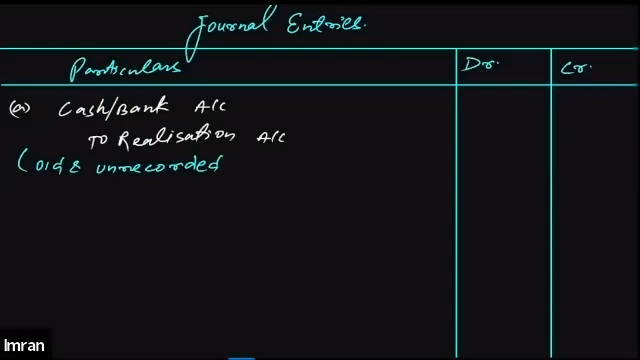 Journal Entries.
Particulars Dr. Cr.
(a) Cash/Bank A/C
To Realisation A/C
(Old & unrecorded
Imran